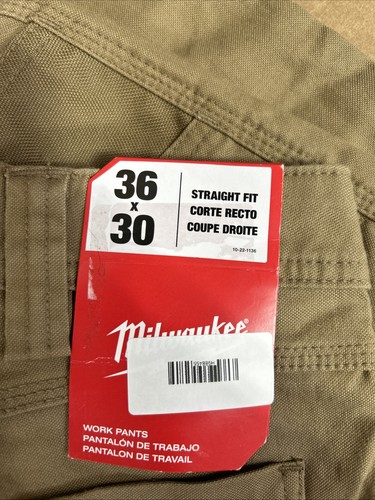 36
x
30
STRAIGHT FIT
CORTE RECTO
COUPE DROITE
10-22-1136
Milwaukee
WORK PANTS
PANTALÓN DE TRABAJO
PANTALON DE TRAVAIL